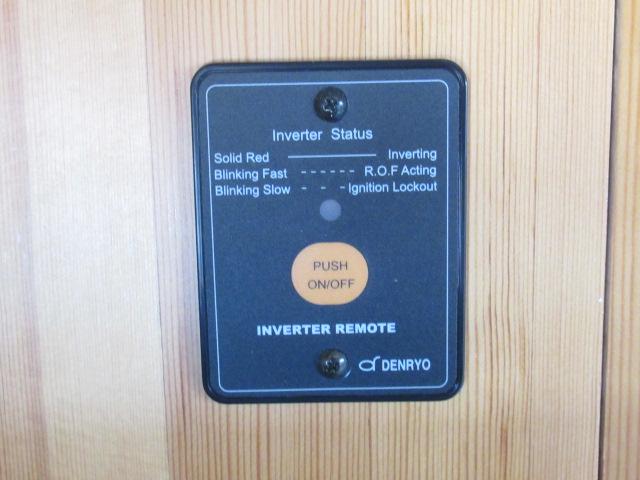 Inverter Status
Solid Red ————— Inverting
Blinking Fast - - - - - - R.O.F Acting
Blinking Slow - - - Ignition Lockout
PUSH
ON/OFF
INVERTER REMOTE
DENRYO